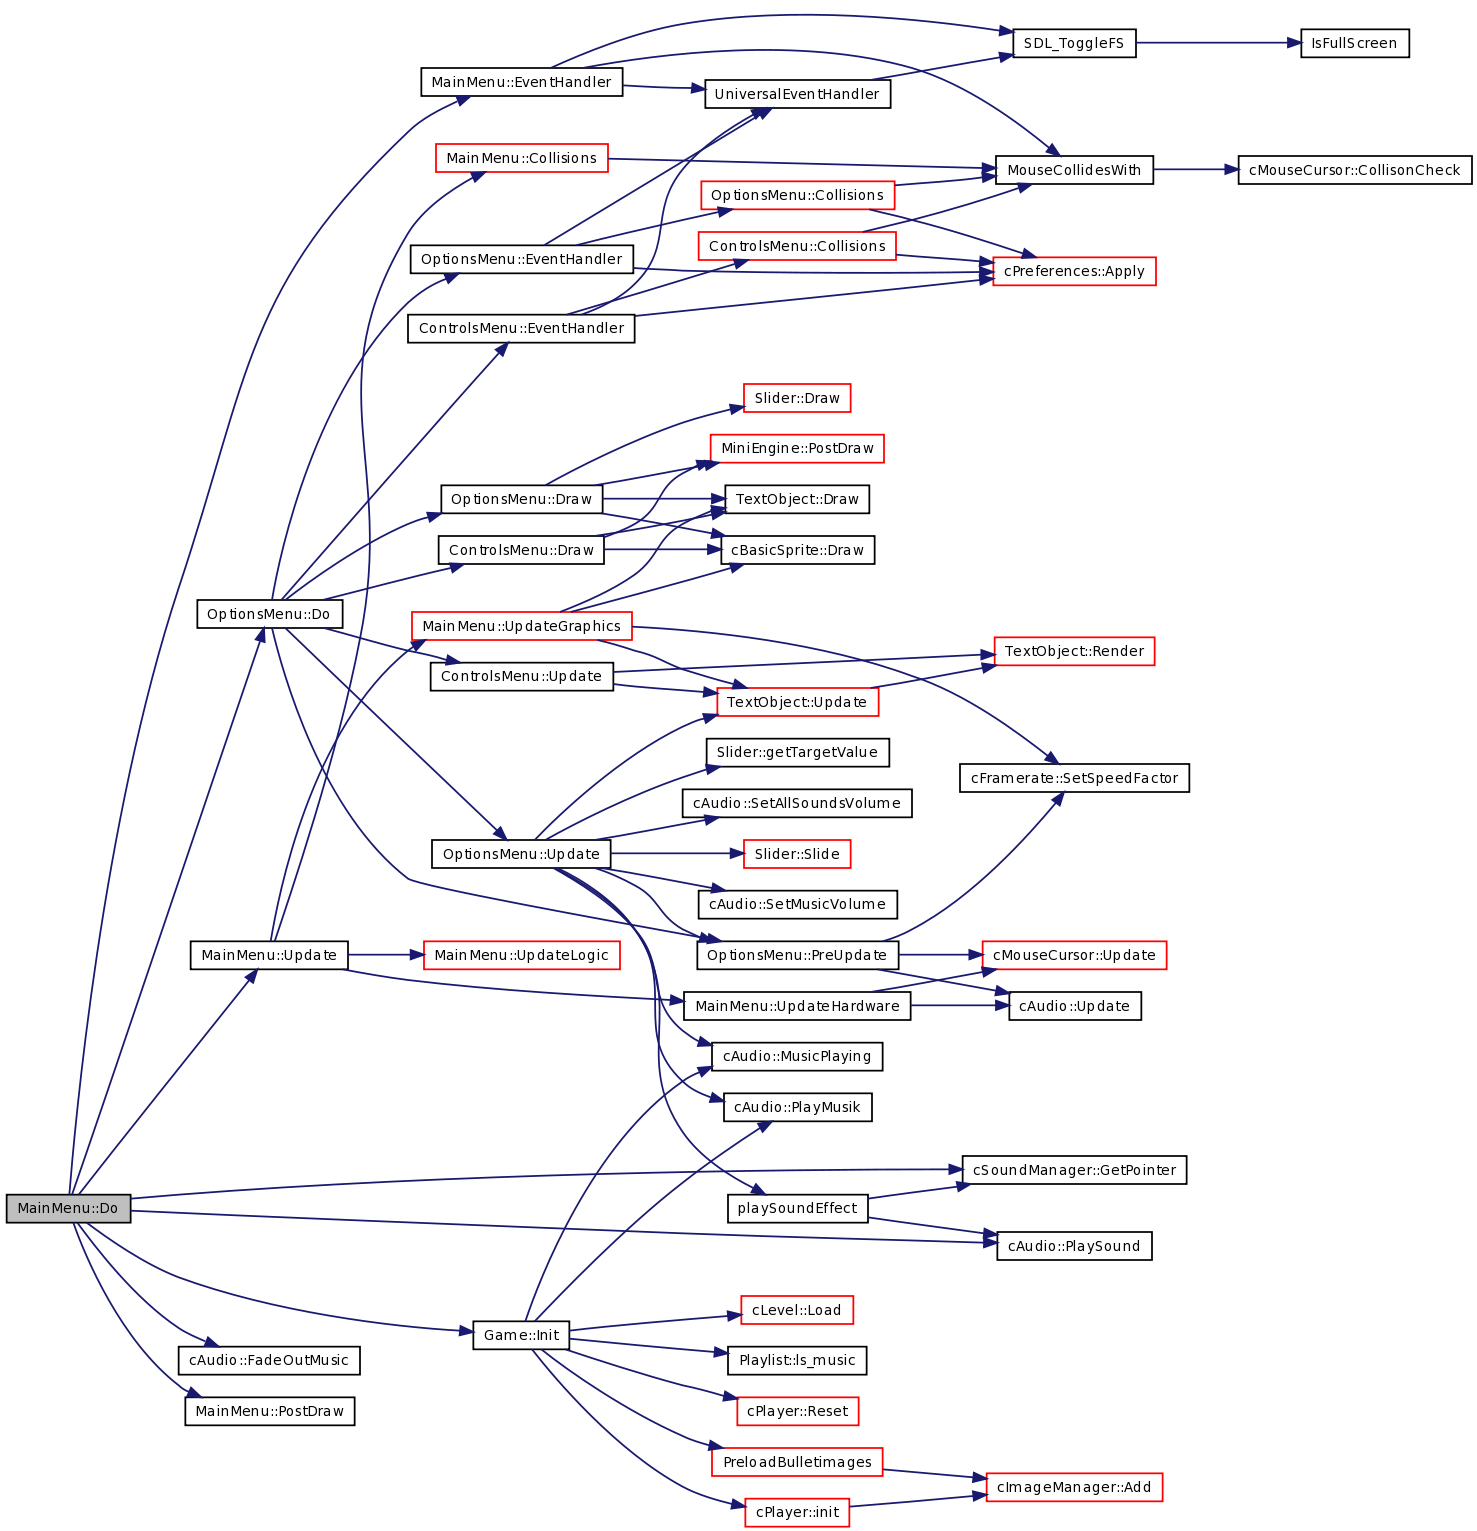 SDL_ToggleFS
IsFullScreen
MainMenu::EventHandler
UniversalEventHandler
MainMenu::Collisions
MouseCollidesWith
cMouseCursor::CollisonCheck
OptionsMenu::Collisions
ControlsMenu::Collisions
OptionsMenu::EventHandler
cPreferences::Apply
ControlsMenu::EventHandler
Slider::Draw
MiniEngine::PostDraw
OptionsMenu::Draw
TextObject::Draw
ControlsMenu::Draw
cBasicSprite::Draw
OptionsMenu::Do
MainMenu::UpdateGraphics
TextObject::Render
ControlsMenu::Update
TextObject::Update
Slider::getTargetValue
cFramerate::SetSpeedFactor
cAudio::SetAllSoundsVolume
OptionsMenu::Update
Slider::Slide
cAudio::SetMusicVolume
MainMenu::Update
MainMenu::UpdateLogic
OptionsMenu::PreUpdate
cMouseCursor::Update
MainMenu::UpdateHardware
cAudio::Update
cAudio::MusicPlaying
cAudio::PlayMusik
cSoundManager::GetPointer
MainMenu::Do
playSoundEffect
cAudio::PlaySound
cLevel::Load
Game::Init
cAudio::FadeOutMusic
Playlist::ls_music
MainMenu::PostDraw
cPlayer::Reset
PreloadBulletimages
cImageManager::Add
cPlayer::init